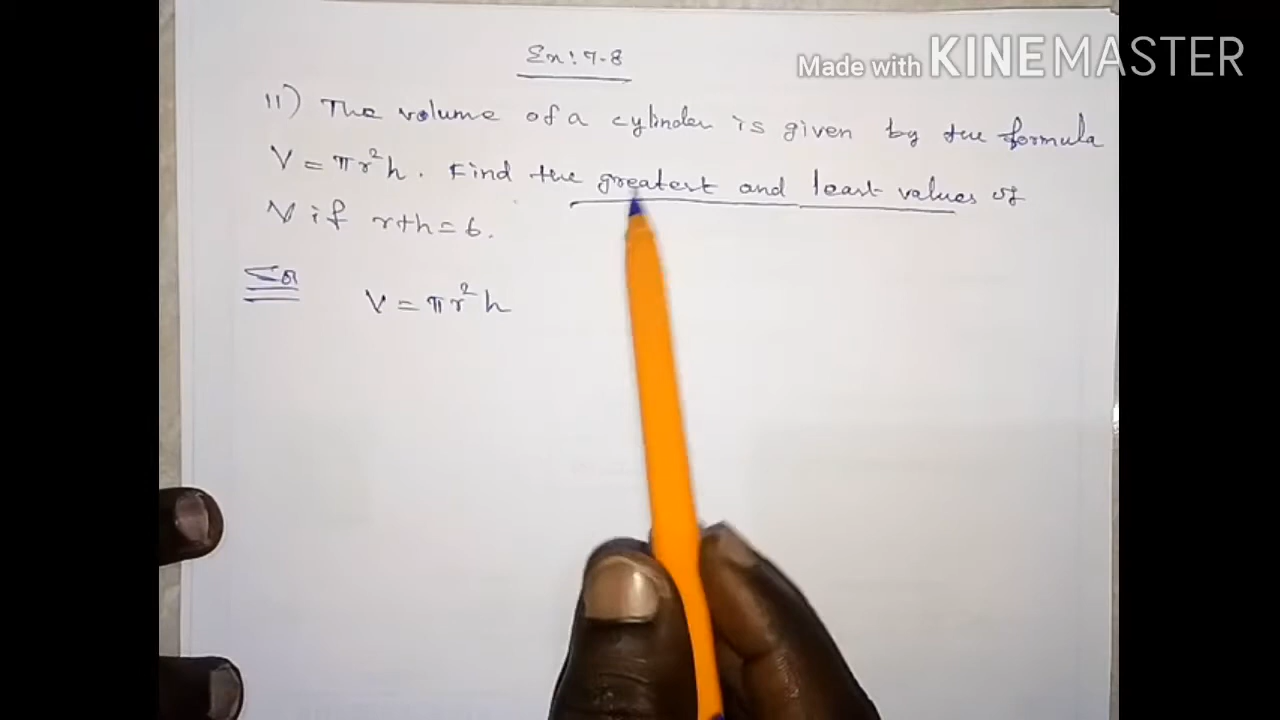 Made with KINEMASTER
Ex: 7.8
11) The volume of a cylinder is given by the formula
V = πr²h. Find the greatest and least values of
V if r+h=6.
Sol
V = πr²h